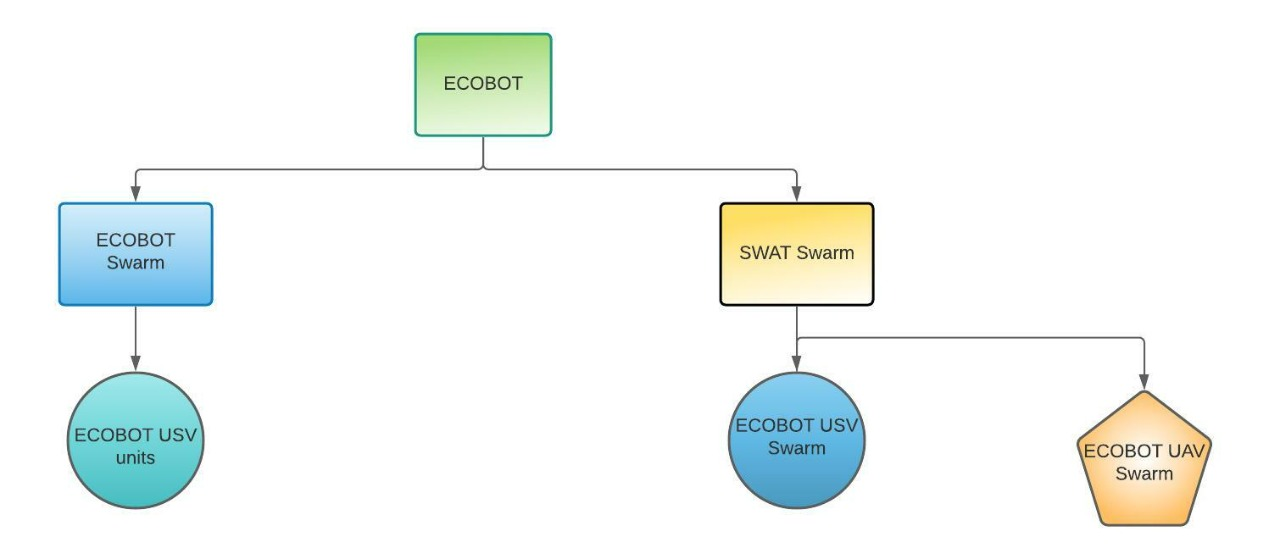 ECOBOT
ECOBOT
Swarm
SWAT Swarm
ECOBOT USV
units
ECOBOT USV
Swarm
ECOBOT UAV
Swarm